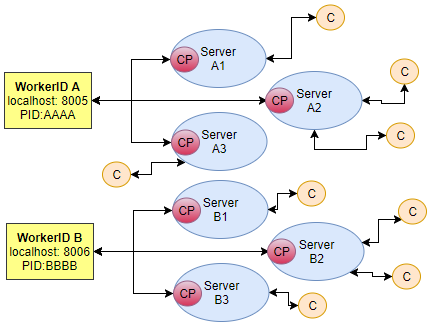 C
Server
A1
CP
C
WorkerID A
localhost: 8005
PID:AAAA
CP
Server
A2
C
Server
A3
CP
C
C
Server
B1
CP
C
C
WorkerID B
localhost: 8006
PID:BBBB
CP
Server
B2
C
Server
B3
CP
C